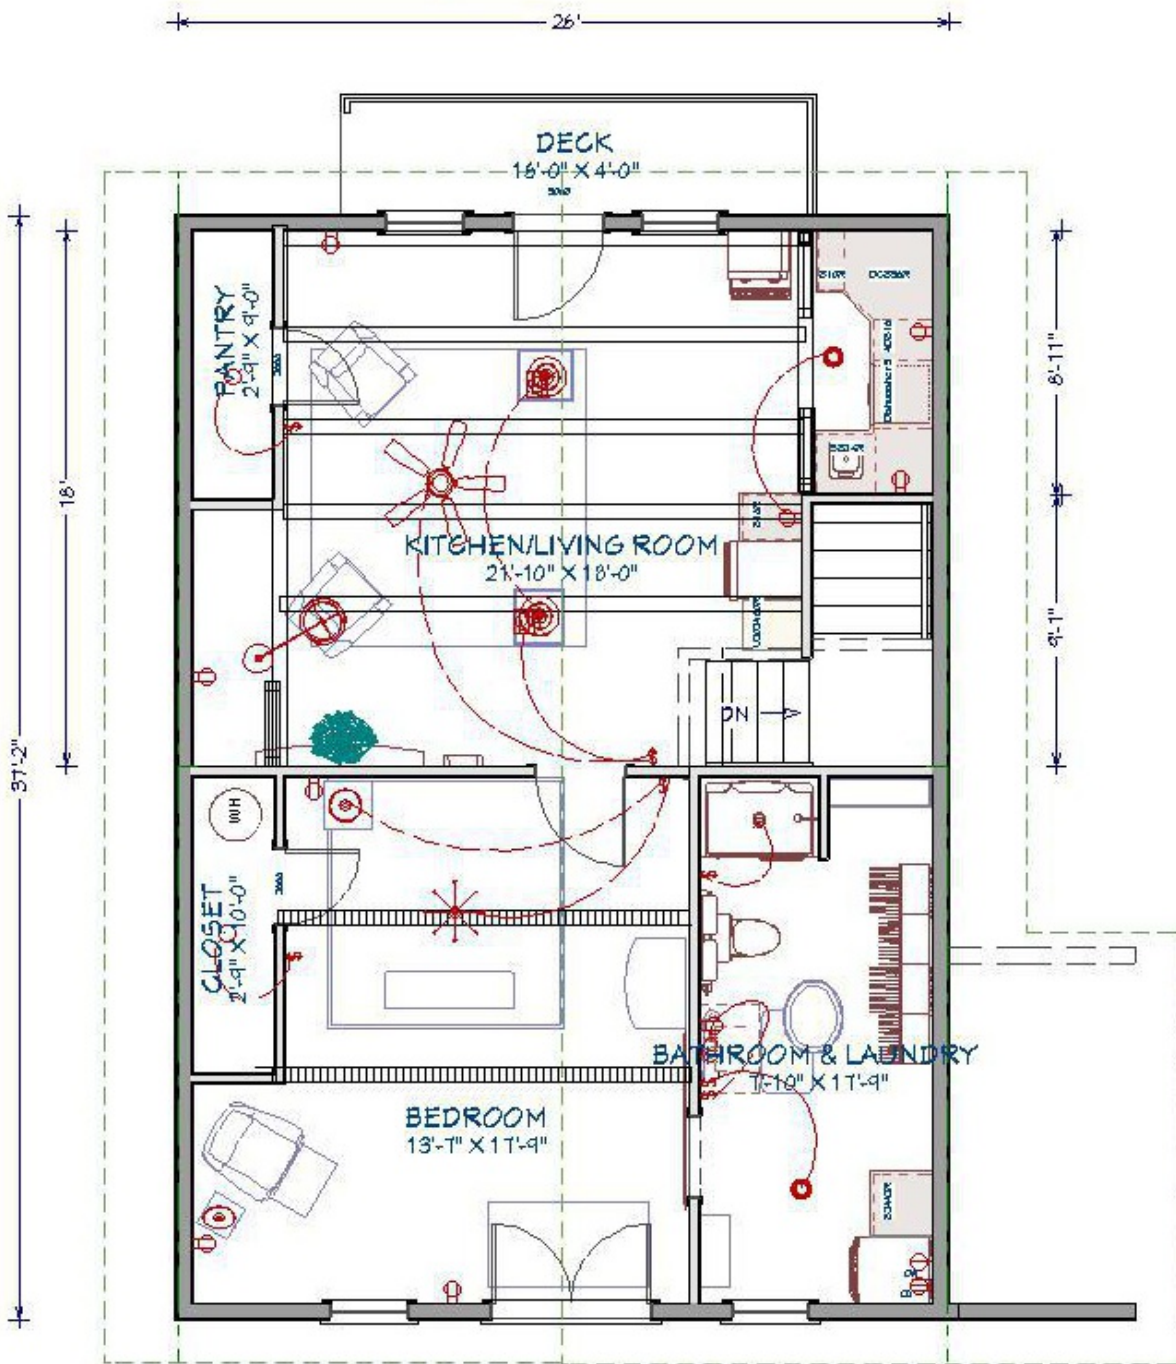 26'
DECK
16'-0" X 4'-0"
PANTRY
2'-9" X 9'-0"
8'-11"
18'
KITCHEN/LIVING ROOM
21'-10" X 18'-0"
9'-1"
DN
37'-2"
WH
CLOSET
2'-9" X 10'-0"
BATHROOM & LAUNDRY
7'-10" X 17'-9"
BEDROOM
13'-7" X 17'-9"